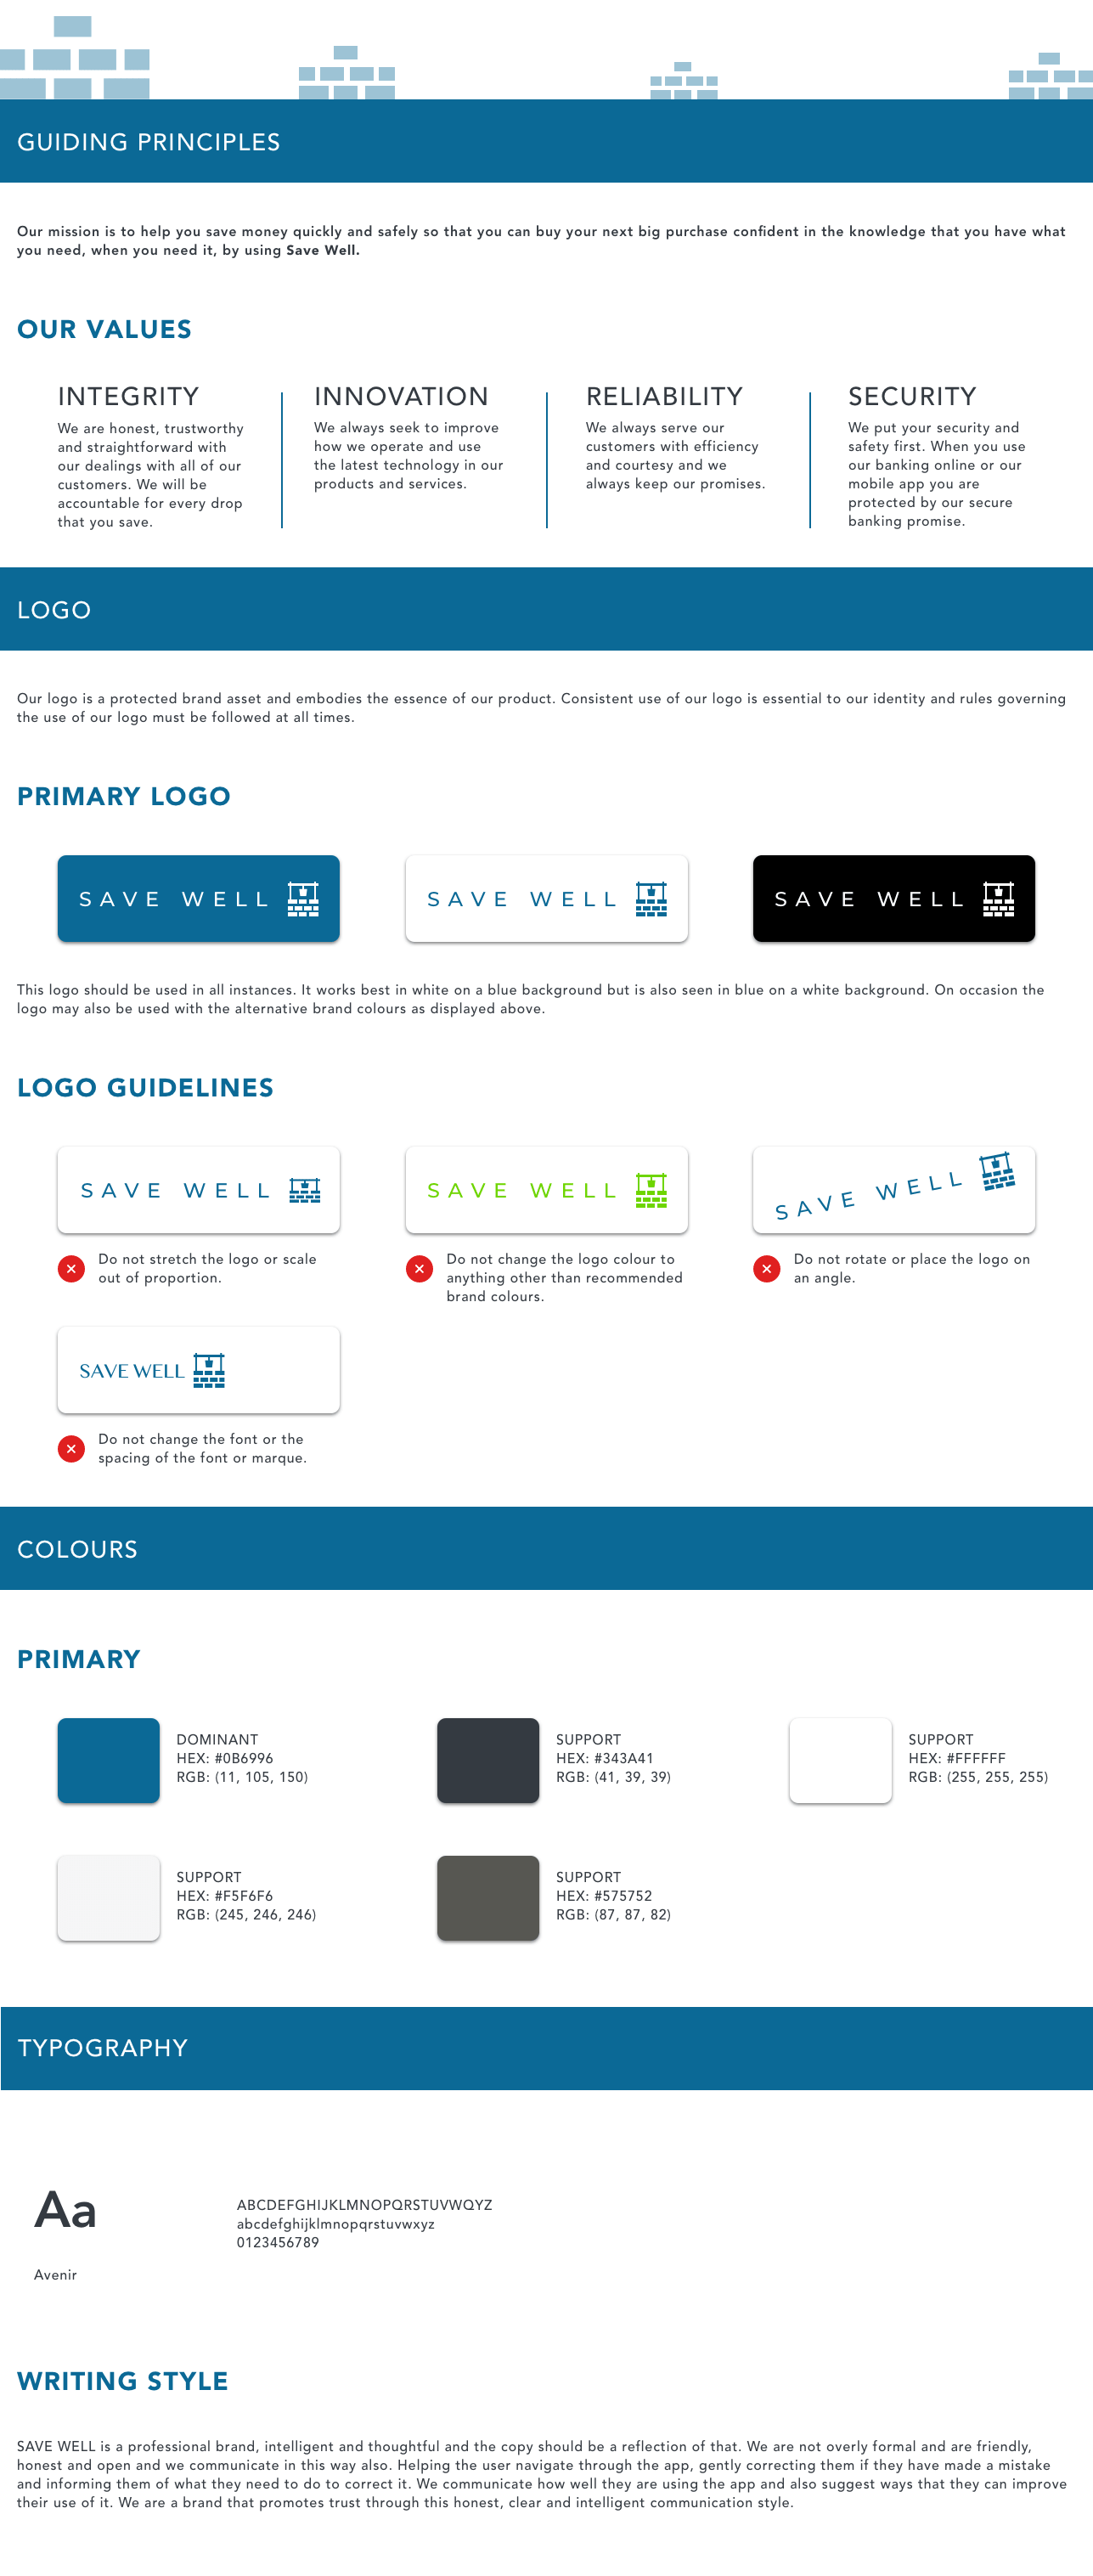 GUIDING PRINCIPLES
Our mission is to help you save money quickly and safely so that you can buy your next big purchase confident in the knowledge that you have what
you need, when you need it, by using Save Well.
OUR VALUES
INTEGRITY
We are honest, trustworthy
and straightforward with
our dealings with all of our
customers. We will be
accountable for every drop
that you save.
INNOVATION
We always seek to improve
how we operate and use
the latest technology in our
products and services.
RELIABILITY
We always serve our
customers with efficiency
and courtesy and we
always keep our promises.
SECURITY
We put your security and
safety first. When you use
our banking online or our
mobile app you are
protected by our secure
banking promise.
LOGO
Our logo is a protected brand asset and embodies the essence of our product. Consistent use of our logo is essential to our identity and rules governing
the use of our logo must be followed at all times.
PRIMARY LOGO
SAVE WELL
SAVE WELL
SAVE WELL
This logo should be used in all instances. It works best in white on a blue background but is also seen in blue on a white background. On occasion the
logo may also be used with the alternative brand colours as displayed above.
LOGO GUIDELINES
SAVE WELL
Do not stretch the logo or scale
out of proportion.
SAVE WELL
Do not change the logo colour to
anything other than recommended
brand colours.
SAVE WELL
Do not rotate or place the logo on
an angle.
SAVE WELL
Do not change the font or the
spacing of the font or marque.
COLOURS
PRIMARY
DOMINANT
HEX: #0B6996
RGB: (11, 105, 150)
SUPPORT
HEX: #343A41
RGB: (41, 39, 39)
SUPPORT
HEX: #FFFFFF
RGB: (255, 255, 255)
SUPPORT
HEX: #F5F6F6
RGB: (245, 246, 246)
SUPPORT
HEX: #575752
RGB: (87, 87, 82)
TYPOGRAPHY
Aa
Avenir
ABCDEFGHIJKLMNOPQRSTUVWQYZ
abcdefghijklmnopqrstuvwxyz
0123456789
WRITING STYLE
SAVE WELL is a professional brand, intelligent and thoughtful and the copy should be a reflection of that. We are not overly formal and are friendly,
honest and open and we communicate in this way also. Helping the user navigate through the app, gently correcting them if they have made a mistake
and informing them of what they need to do to correct it. We communicate how well they are using the app and also suggest ways that they can improve
their use of it. We are a brand that promotes trust through this honest, clear and intelligent communication style.